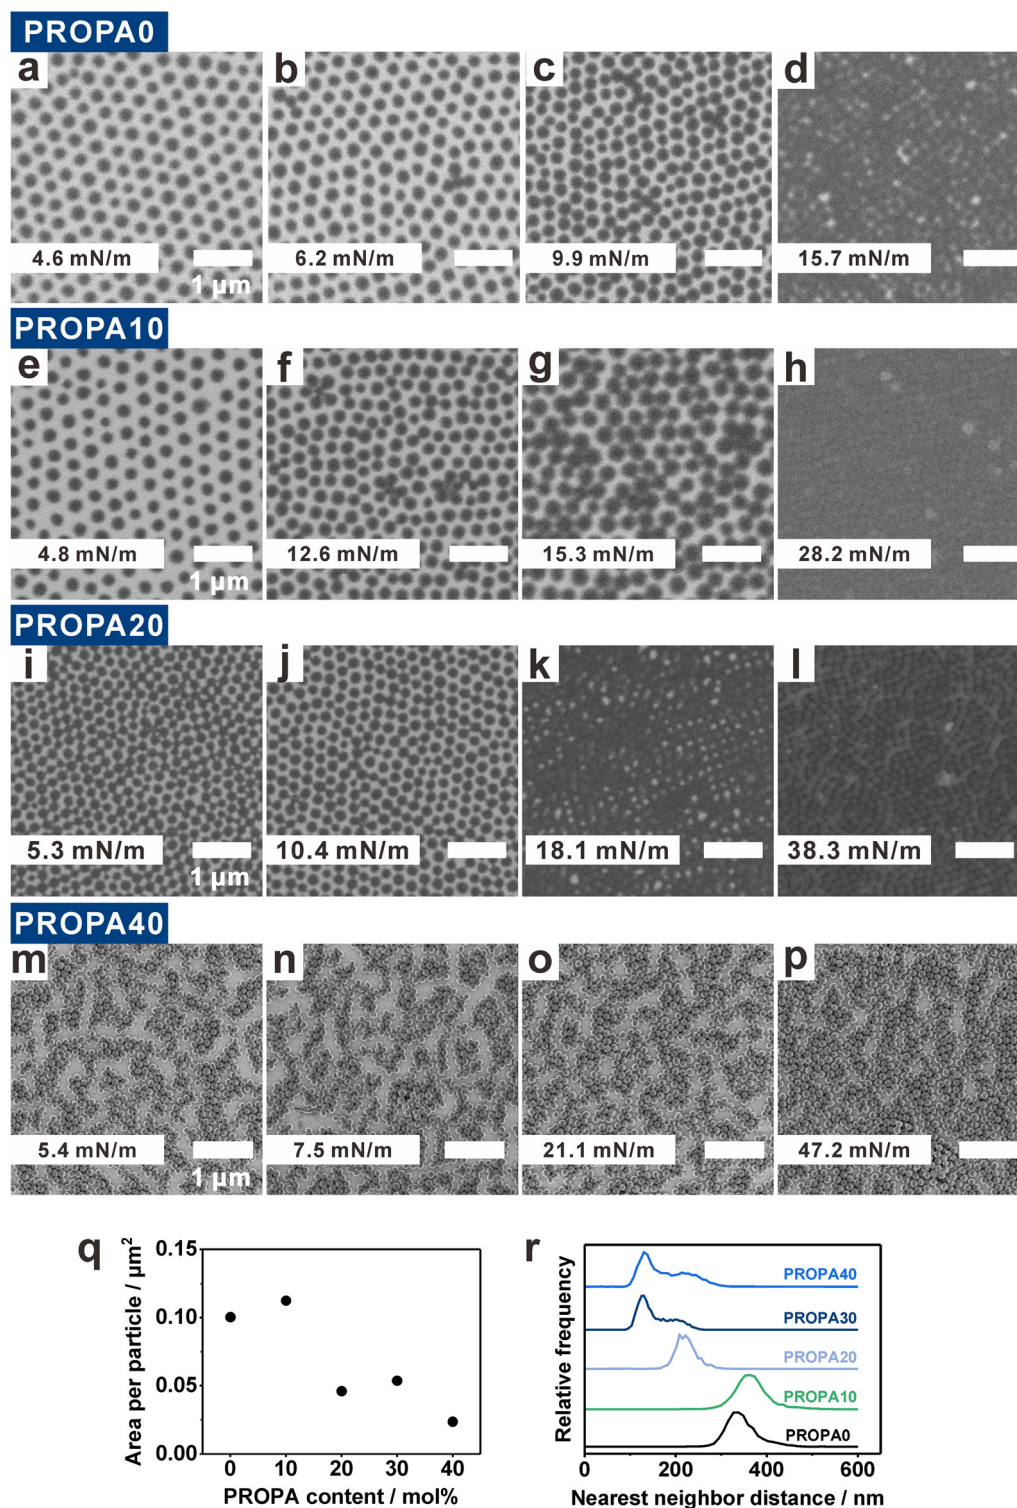 PROPA0
a b c d
4.6 mN/m 6.2 mN/m 9.9 mN/m 15.7 mN/m
1 μm
PROPA10
e f g h
4.8 mN/m 12.6 mN/m 15.3 mN/m 28.2 mN/m
1 μm
PROPA20
i j k l
5.3 mN/m 10.4 mN/m 18.1 mN/m 38.3 mN/m
1 μm
PROPA40
m n o p
5.4 mN/m 7.5 mN/m 21.1 mN/m 47.2 mN/m
1 μm
q
Area per particle / μm²
0.15
0.10
0.05
0.00
0 10 20 30 40
PROPA content / mol%
r
Relative frequency
PROPA40
PROPA30
PROPA20
PROPA10
PROPA0
0 200 400 600
Nearest neighbor distance / nm